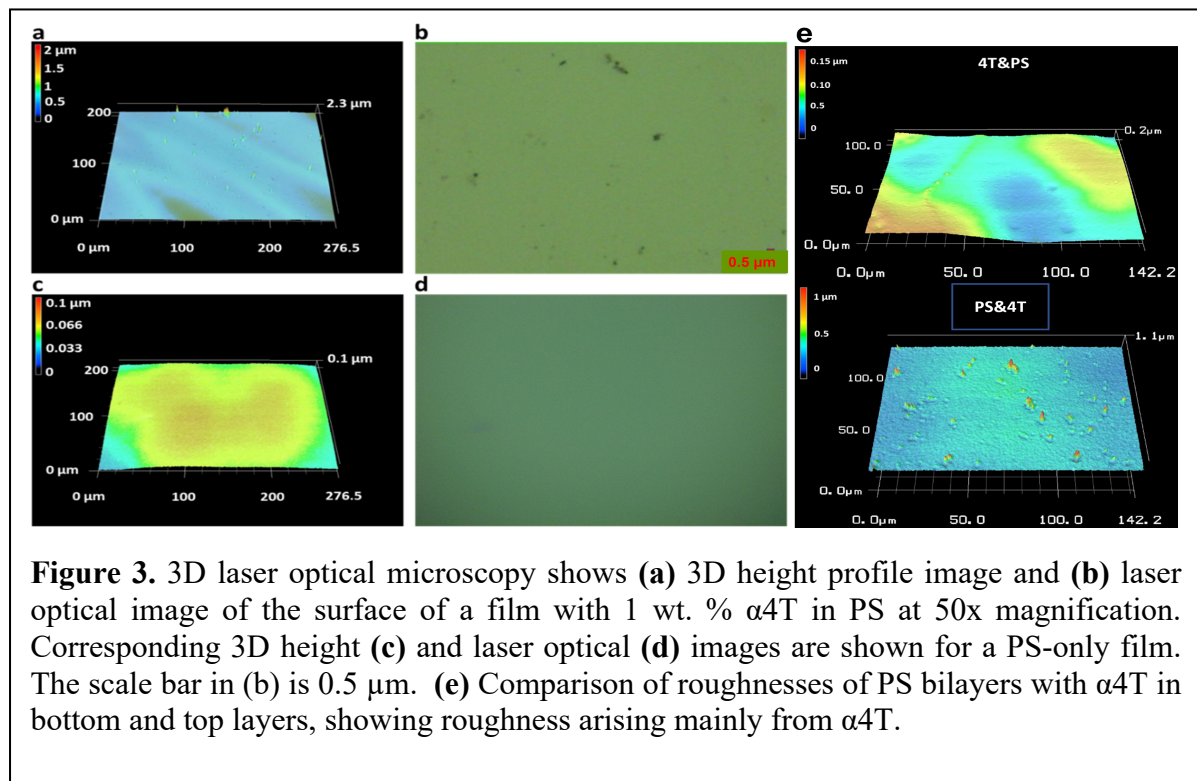 a
2 µm
1.5
1
0.5
0
200
100
0 µm
2.3 µm
0 µm
100
200
276.5
b
0.5 µm
c
0.1 µm
0.066
0.033
0
200
100
0 µm
0.1 µm
0 µm
100
200
276.5
d
e
4T&PS
0.15 µm
0.10
0.5
0
100.0
50.0
0.0µm
0.2µm
0.0µm
50.0
100.0
142.2
PS&4T
1 µm
0.5
0
100.0
50.0
0.0µm
1.1µm
0.0µm
50.0
100.0
142.2
Figure 3. 3D laser optical microscopy shows (a) 3D height profile image and (b) laser
optical image of the surface of a film with 1 wt. % α4T in PS at 50x magnification.
Corresponding 3D height (c) and laser optical (d) images are shown for a PS-only film.
The scale bar in (b) is 0.5 µm. (e) Comparison of roughnesses of PS bilayers with α4T in
bottom and top layers, showing roughness arising mainly from α4T.